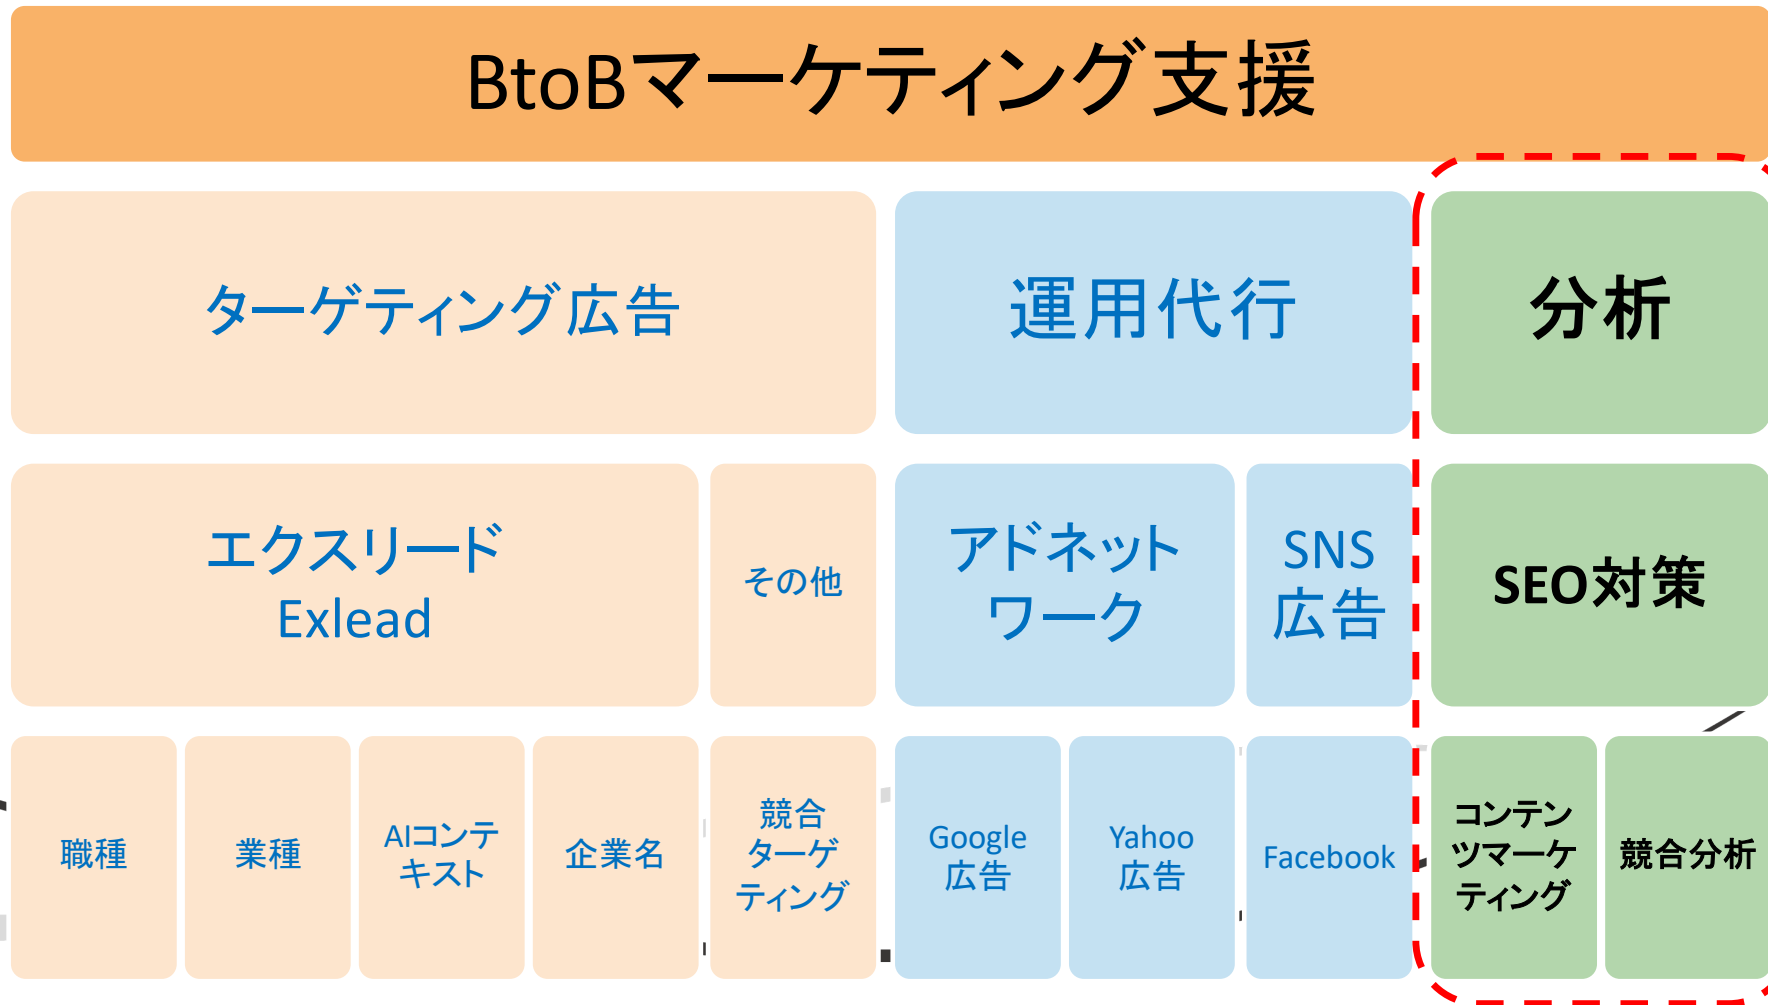 BtoBマーケティング支援
ターゲティング広告
運用代行
分析
エクスリード
Exlead
その他
アドネット
ワーク
SNS
広告
SEO対策
職種
業種
AIコンテ
キスト
企業名
競合
ターゲ
ティング
Google
広告
Yahoo
広告
Facebook
コンテン
ツマーケ
ティング
競合分析